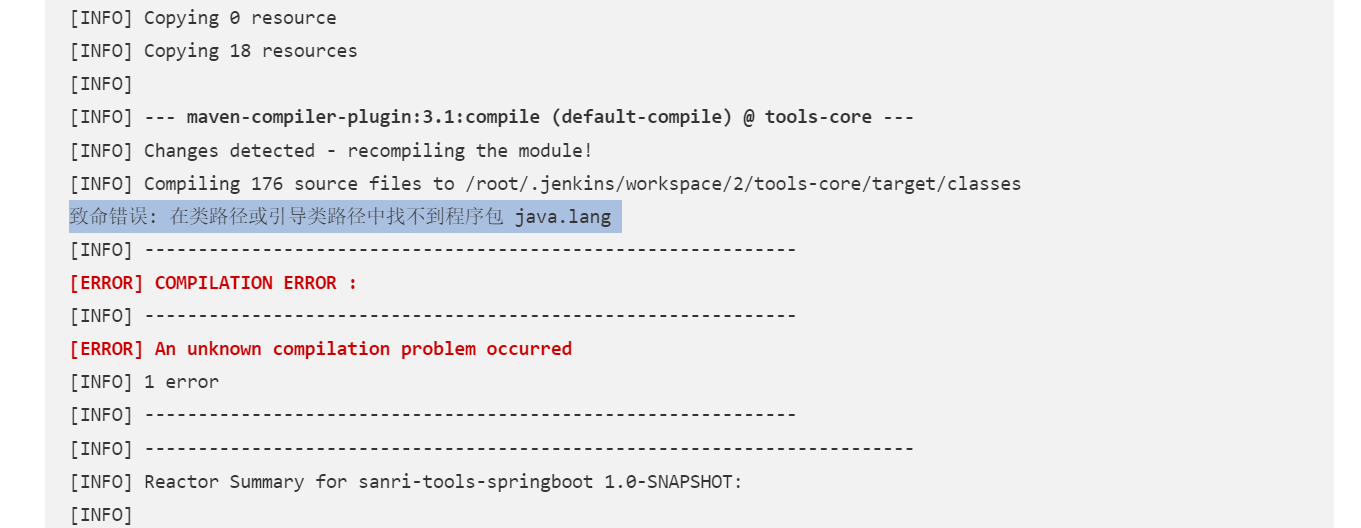 [INFO] Copying 0 resource
[INFO] Copying 18 resources
[INFO]
[INFO] --- maven-compiler-plugin:3.1:compile (default-compile) @ tools-core ---
[INFO] Changes detected - recompiling the module!
[INFO] Compiling 176 source files to /root/.jenkins/workspace/2/tools-core/target/classes
致命错误: 在类路径或引导类路径中找不到程序包 java.lang
[INFO] -------------------------------------------------------------
[ERROR] COMPILATION ERROR :
[INFO] -------------------------------------------------------------
[ERROR] An unknown compilation problem occurred
[INFO] 1 error
[INFO] -------------------------------------------------------------
[INFO] ------------------------------------------------------------------------
[INFO] Reactor Summary for sanri-tools-springboot 1.0-SNAPSHOT:
[INFO]